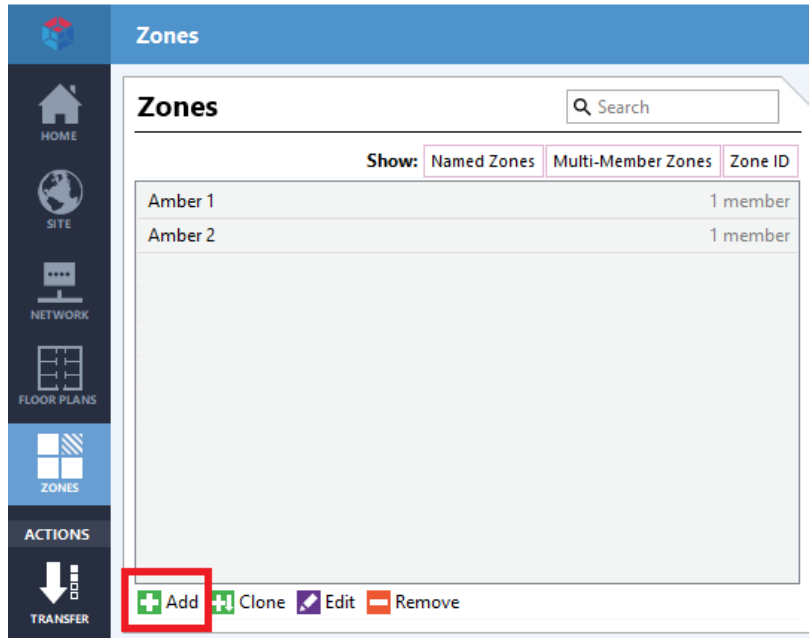 Zones
HOME
SITE
NETWORK
FLOOR PLANS
ZONES
ACTIONS
TRANSFER
Zones
Search
Show: Named Zones Multi-Member Zones Zone ID
Amber 1 1 member
Amber 2 1 member
Add Clone Edit Remove